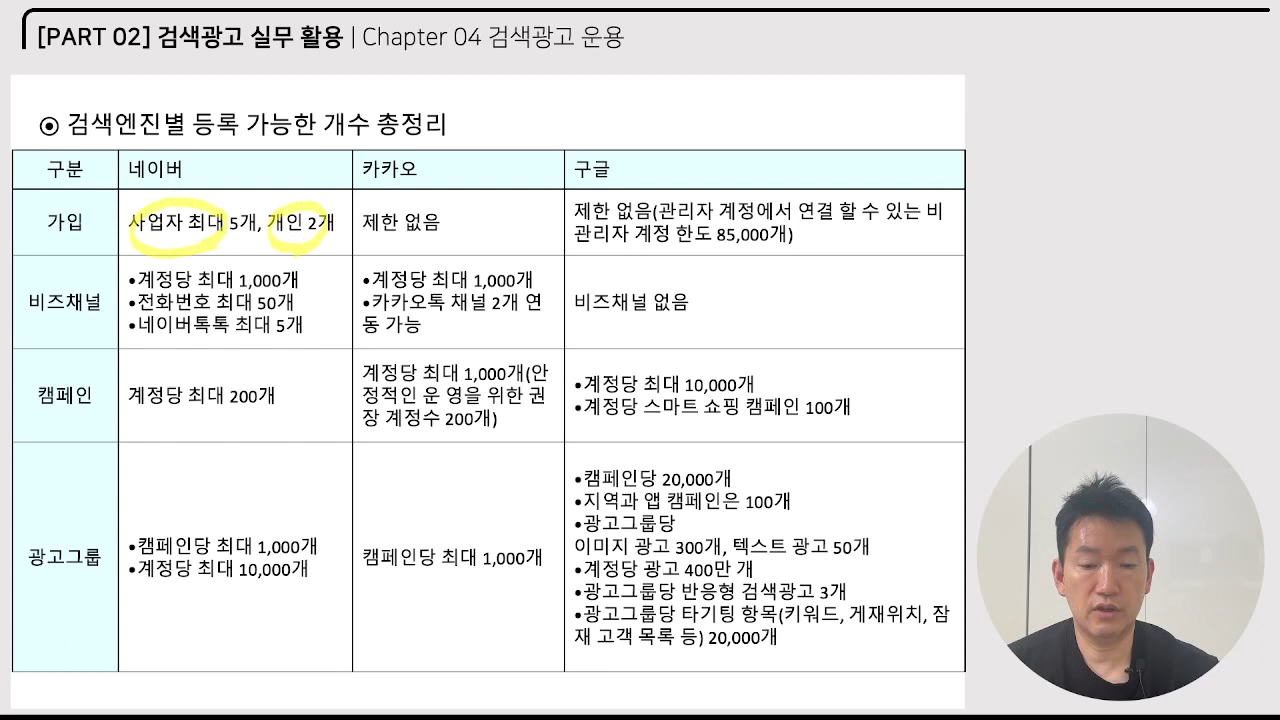 [PART 02] 검색광고 실무 활용 | Chapter 04 검색광고 운용
⦿ 검색엔진별 등록 가능한 개수 총정리
구분 네이버 카카오 구글
가입
사업자 최대 5개, 개인 2개
제한 없음
제한 없음(관리자 계정에서 연결 할 수 있는 비
관리자 계정 한도 85,000개)
비즈채널
•계정당 최대 1,000개
•전화번호 최대 50개
•네이버톡톡 최대 5개
•계정당 최대 1,000개
•카카오톡 채널 2개 연
동 가능
비즈채널 없음
캠페인
계정당 최대 200개
계정당 최대 1,000개(안
정적인 운 영을 위한 권
장 계정수 200개)
•계정당 최대 10,000개
•계정당 스마트 쇼핑 캠페인 100개
광고그룹
•캠페인당 최대 1,000개
•계정당 최대 10,000개
캠페인당 최대 1,000개
•캠페인당 20,000개
•지역과 앱 캠페인은 100개
•광고그룹당
이미지 광고 300개, 텍스트 광고 50개
•계정당 광고 400만 개
•광고그룹당 반응형 검색광고 3개
•광고그룹당 타기팅 항목(키워드, 게재위치, 잠
재 고객 목록 등) 20,000개